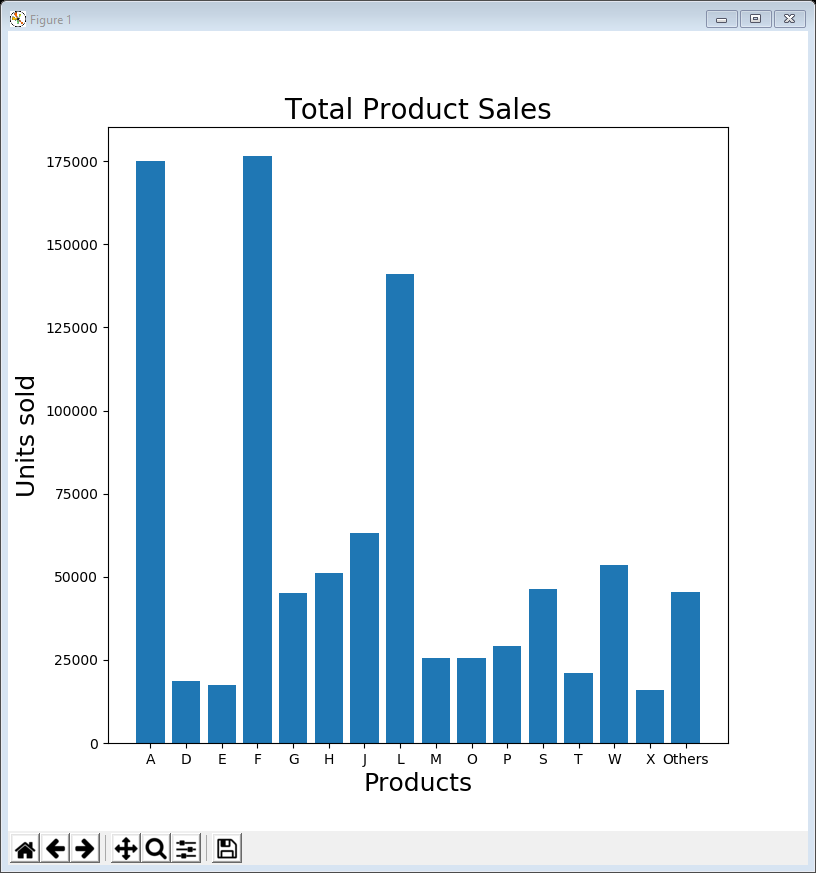 Figure 1
Total Product Sales
175000
150000
125000
100000
75000
50000
25000
0
Units sold
A D E F G H J L M O P S T W X Others
Products